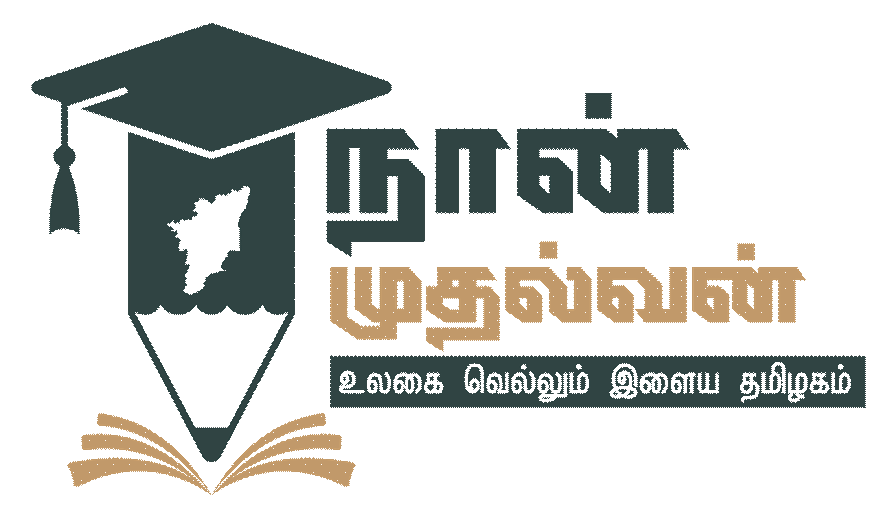 நான்
முதல்வன்
உலகை வெல்லும் இளைய தமிழகம்